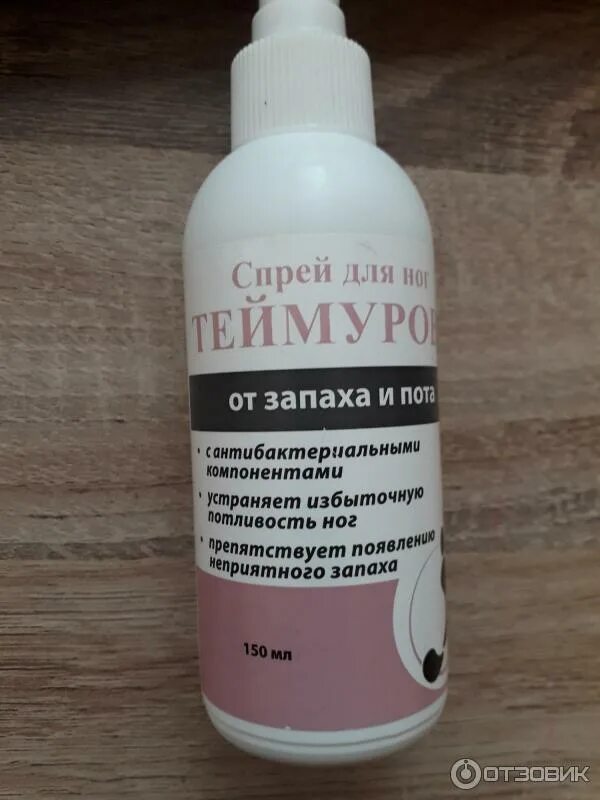 Спрей для ног
ТЕЙМУРОВ
от запаха и пота
• с антибактериальными
компонентами
• устраняет избыточную
потливость ног
• препятствует появлению
неприятного запаха
150 мл
ОТЗОВИК